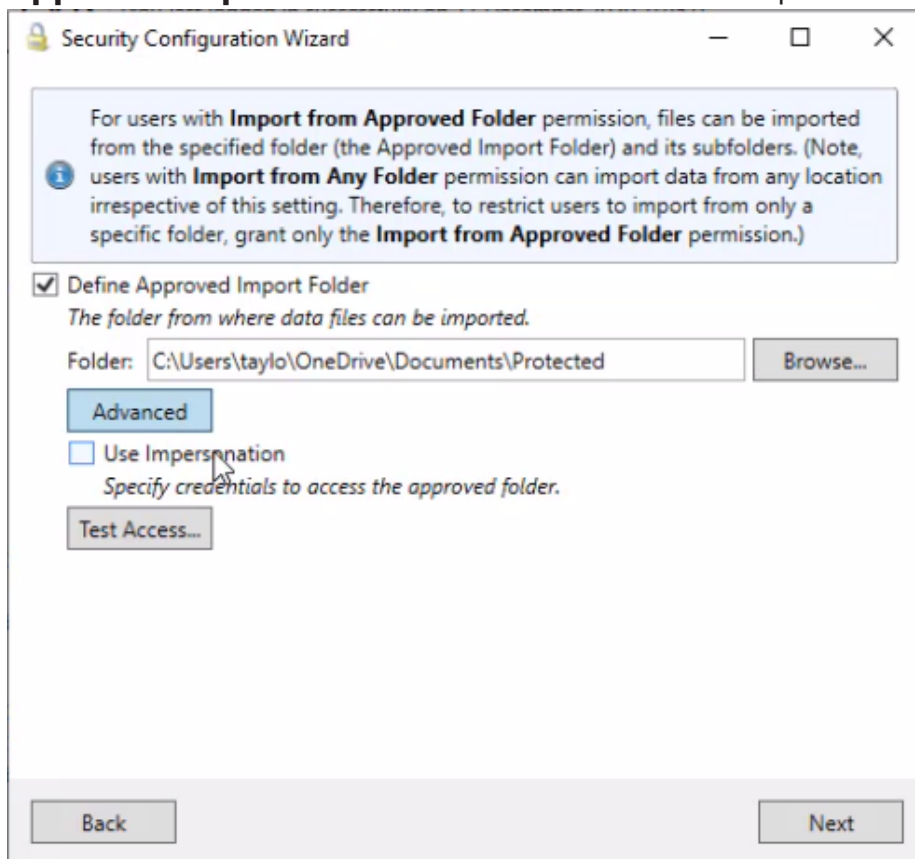 Security Configuration Wizard
For users with Import from Approved Folder permission, files can be imported
from the specified folder (the Approved Import Folder) and its subfolders. (Note,
users with Import from Any Folder permission can import data from any location
irrespective of this setting. Therefore, to restrict users to import from only a
specific folder, grant only the Import from Approved Folder permission.)
Define Approved Import Folder
The folder from where data files can be imported.
Folder: C:\Users\taylo\OneDrive\Documents\Protected Browse...
Advanced
Use Impersonation
Specify credentials to access the approved folder.
Test Access...
Back Next